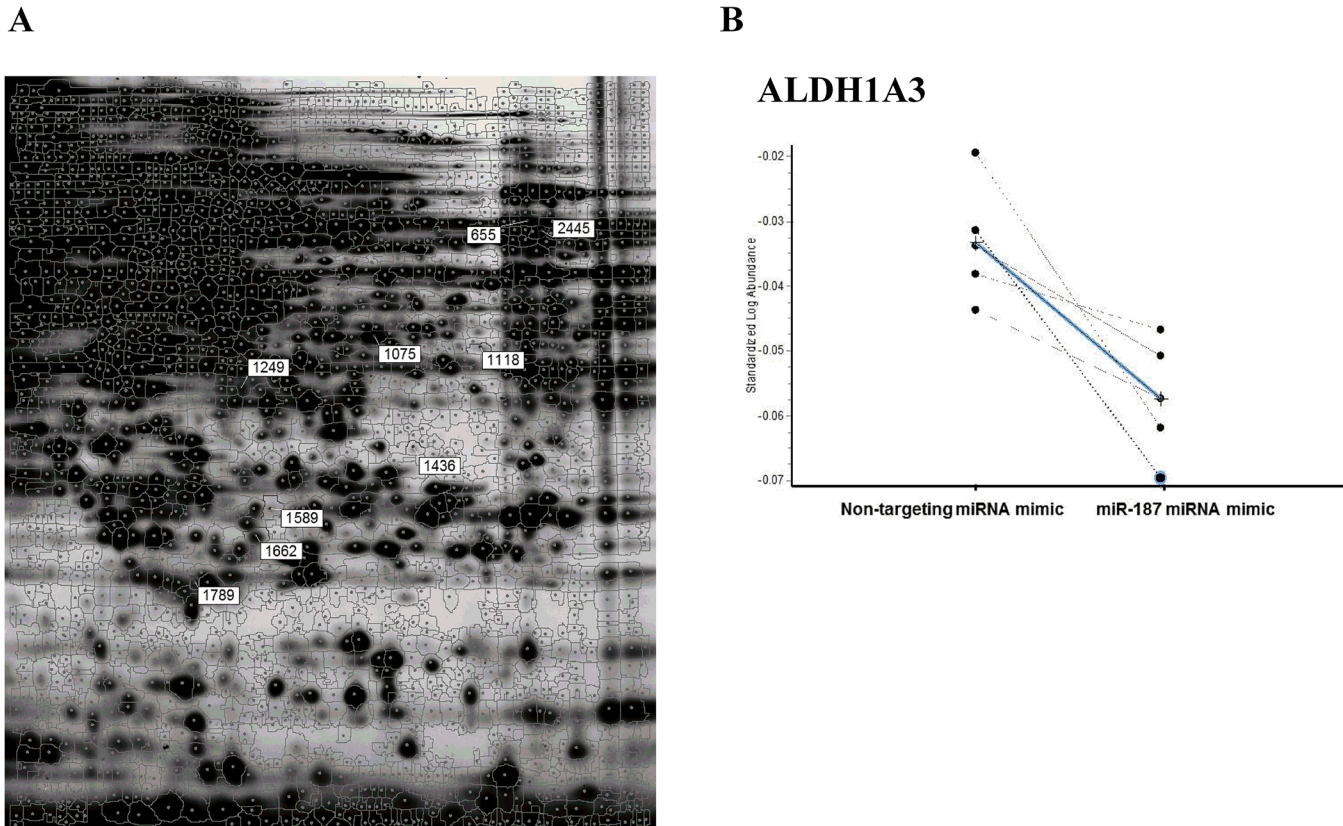 A
B
ALDH1A3
655
2445
1075
1118
1249
1436
1589
1662
1789
Standardized Log Abundance
-0.02
-0.03
-0.04
-0.05
-0.06
-0.07
Non-targeting miRNA mimic
miR-187 miRNA mimic